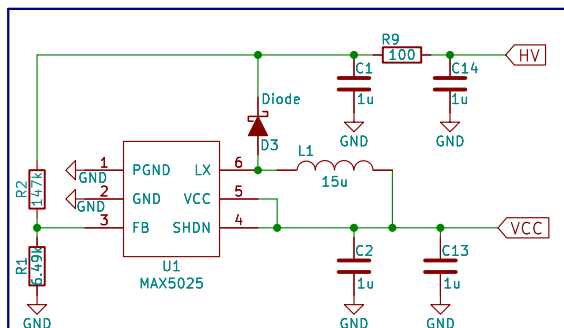 R9
100
HV
C1
1u
GND
C14
1u
GND
Diode
D3
L1
15u
R2
147k
1
PGND
GND
2
GND
GND
3
FB
LX
6
VCC
5
SHDN
4
U1
MAX5025
R1
6.49k
GND
VCC
C2
1u
GND
C13
1u
GND